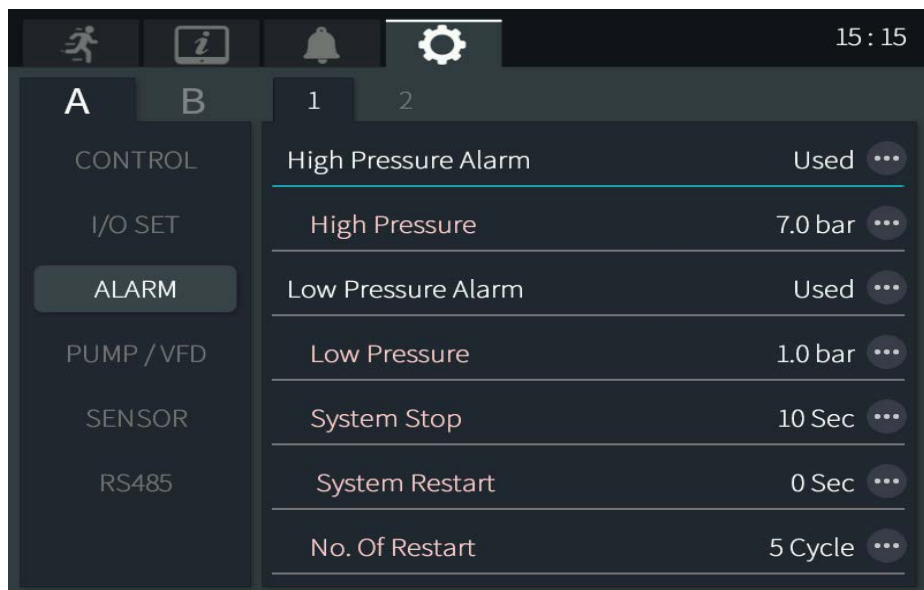 i 15 : 15
A B 1 2
CONTROL High Pressure Alarm Used
I/O SET High Pressure 7.0 bar
ALARM Low Pressure Alarm Used
PUMP / VFD Low Pressure 1.0 bar
SENSOR System Stop 10 Sec
RS485 System Restart 0 Sec
No. Of Restart 5 Cycle